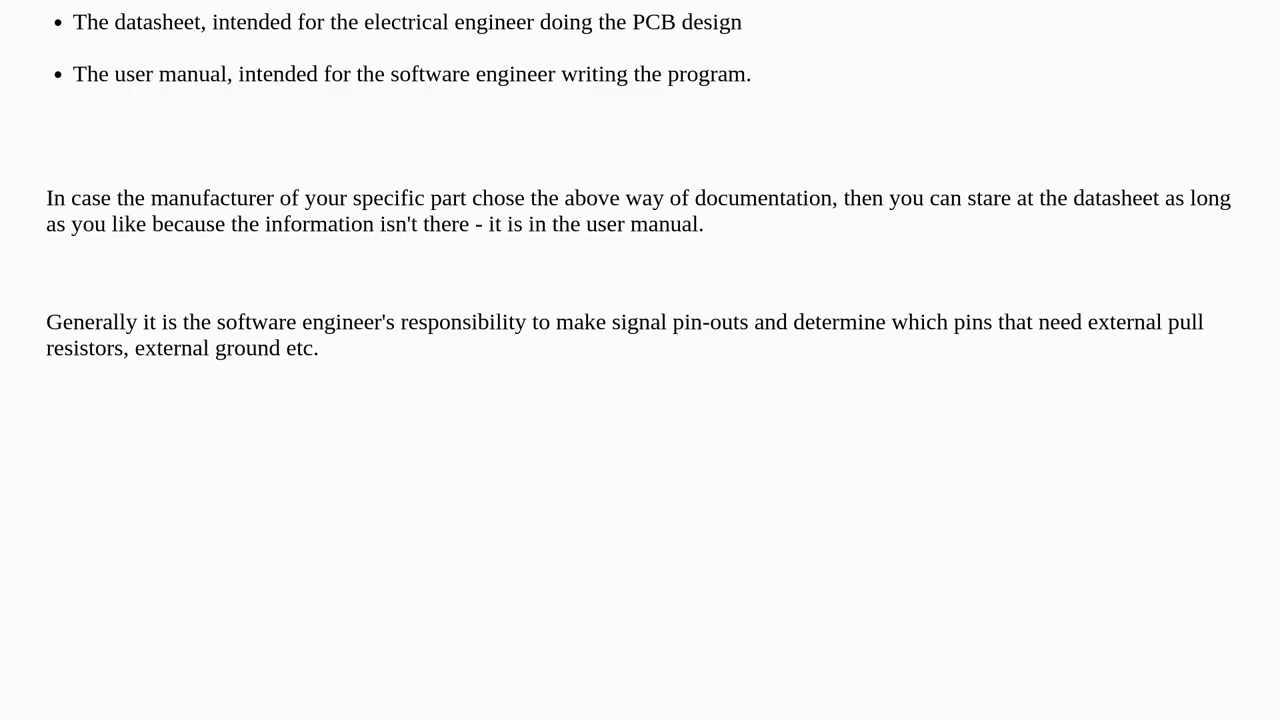 • The datasheet, intended for the electrical engineer doing the PCB design
• The user manual, intended for the software engineer writing the program.
In case the manufacturer of your specific part chose the above way of documentation, then you can stare at the datasheet as long
as you like because the information isn't there - it is in the user manual.
Generally it is the software engineer's responsibility to make signal pin-outs and determine which pins that need external pull
resistors, external ground etc.